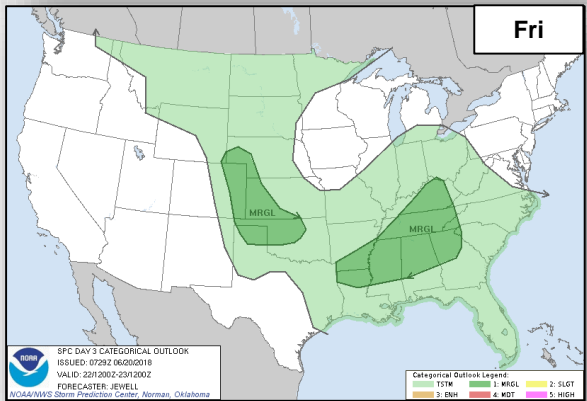 Fri
MRGL
MRGL
NOAA
SPC DAY 3 CATEGORICAL OUTLOOK
ISSUED: 0729Z 06/20/2018
VALID: 22/1200Z-23/1200Z
FORECASTER: JEWELL
NOAA/NWS Storm Prediction Center, Norman, Oklahoma
Categorical Outlook Legend:
TSTM 1: MRGL 2: SLGT
3: ENH 4: MDT 5: HIGH